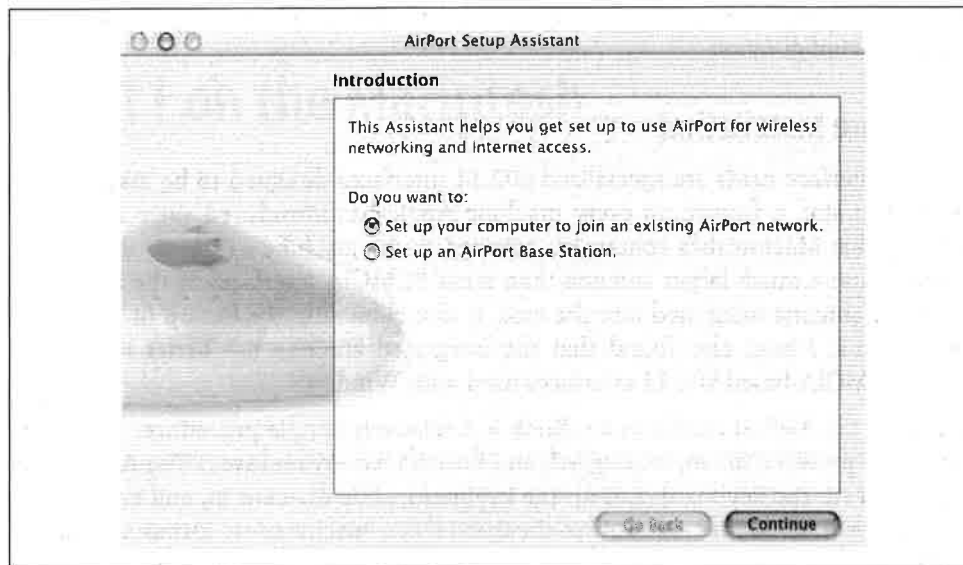 AirPort Setup Assistant
Introduction
This Assistant helps you get set up to use AirPort for wireless
networking and Internet access.
Do you want to:
Set up your computer to join an existing AirPort network.
Set up an AirPort Base Station.
Go Back Continue